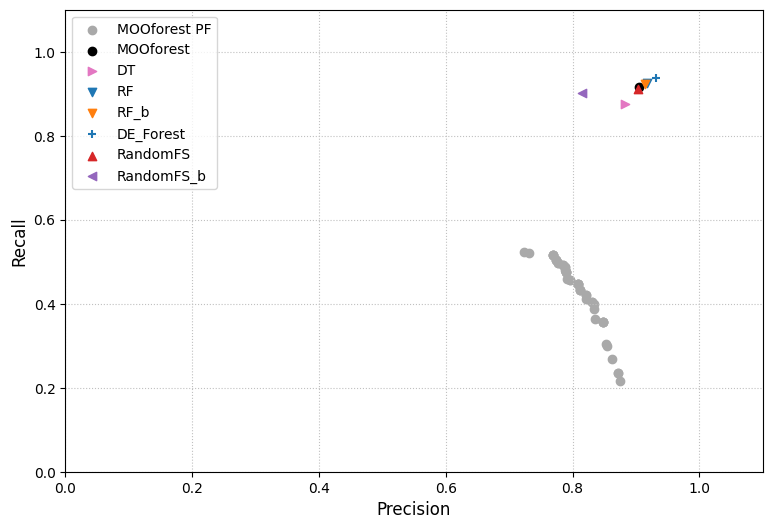 MOOforest PF
MOOforest
DT
RF
RF_b
DE_Forest
RandomFS
RandomFS_b
1.0
0.8
0.6
0.4
0.2
0.0
Recall
0.0 0.2 0.4 0.6 0.8 1.0
Precision